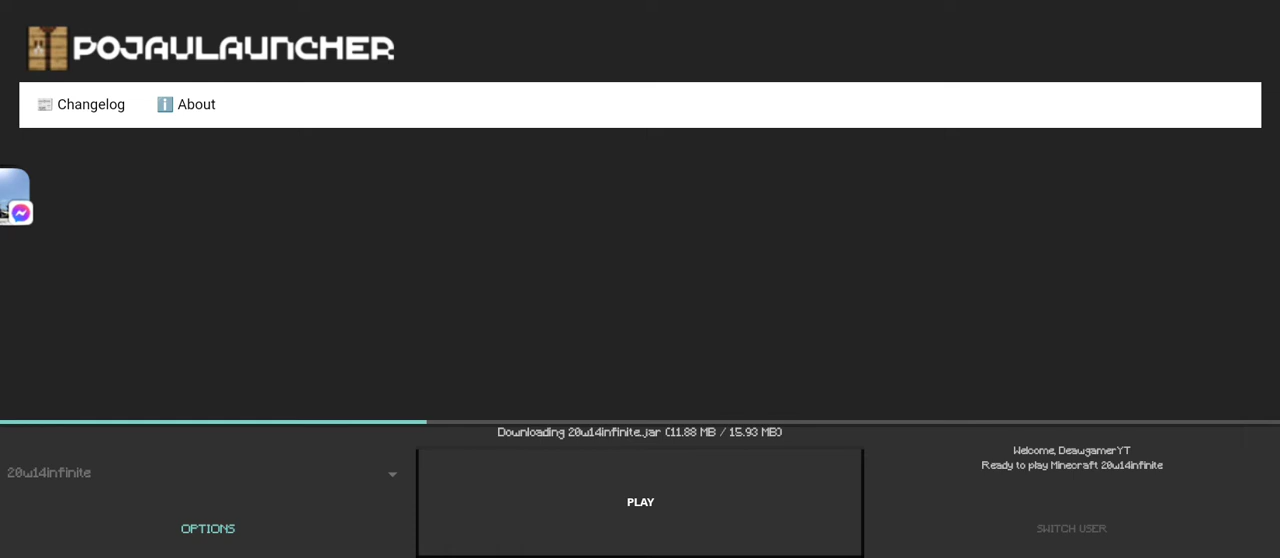 POJAVLAUNCHER
Changelog
About
Downloading 20w14infinite.jar (11.88 MB / 15.93 MB)
20w14infinite
Welcome, DeawgamerYT
Ready to play Minecraft 20w14infinite
PLAY
OPTIONS
SWITCH USER